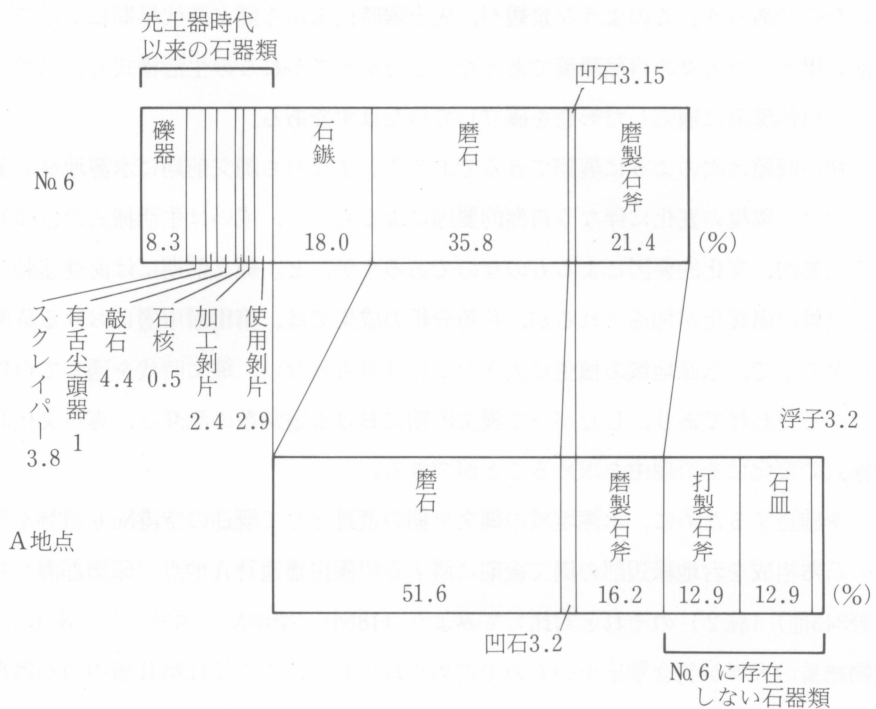 先土器時代
以来の石器類
凹石3.15
№6
礫器
8.3
石鏃
18.0
磨石
35.8
磨製石斧
21.4
(%)
スクレイパー
3.8
有舌尖頭器
1
敲石
4.4
石核
0.5
加工剝片
2.4
使用剝片
2.9
浮子3.2
A地点
磨石
51.6
磨製石斧
16.2
打製石斧
12.9
石皿
12.9
(%)
凹石3.2
№6に存在
しない石器類